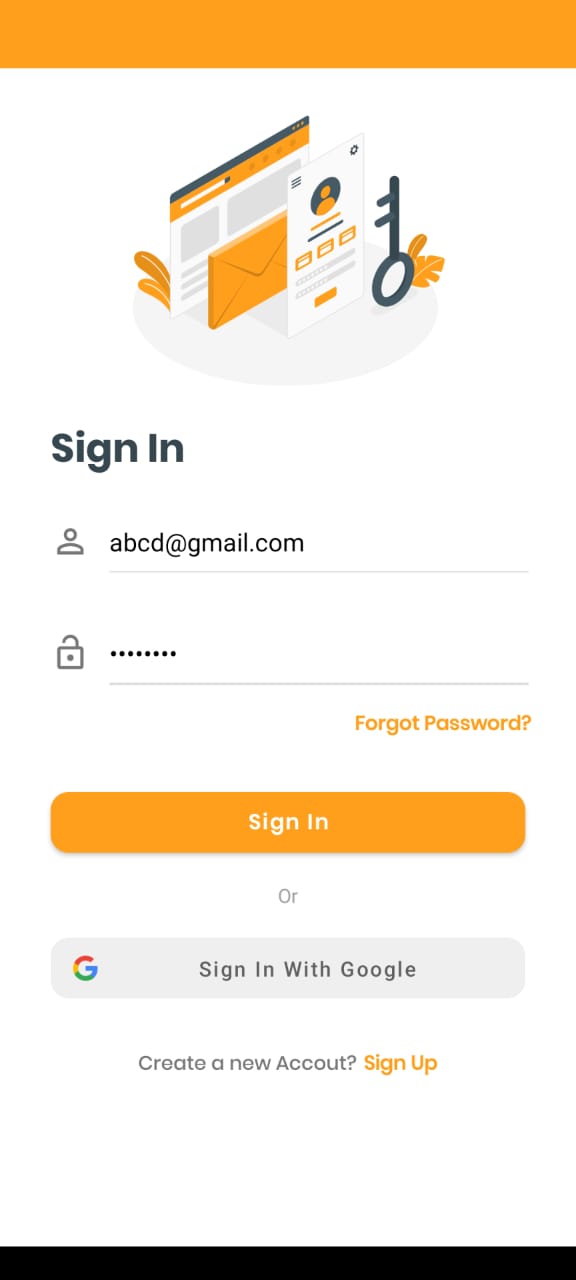 Sign In
abcd@gmail.com
••••••••
Forgot Password?
Sign In
Or
Sign In With Google
Create a new Accout? Sign Up